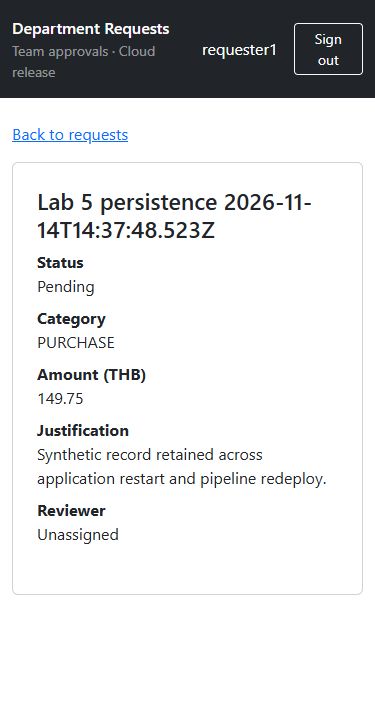 Department Requests
Team approvals · Cloud
release
requester1
Sign
out
Back to requests
Lab 5 persistence 2026-11-
14T14:37:48.523Z
Status
Pending
Category
PURCHASE
Amount (THB)
149.75
Justification
Synthetic record retained across
application restart and pipeline redeploy.
Reviewer
Unassigned